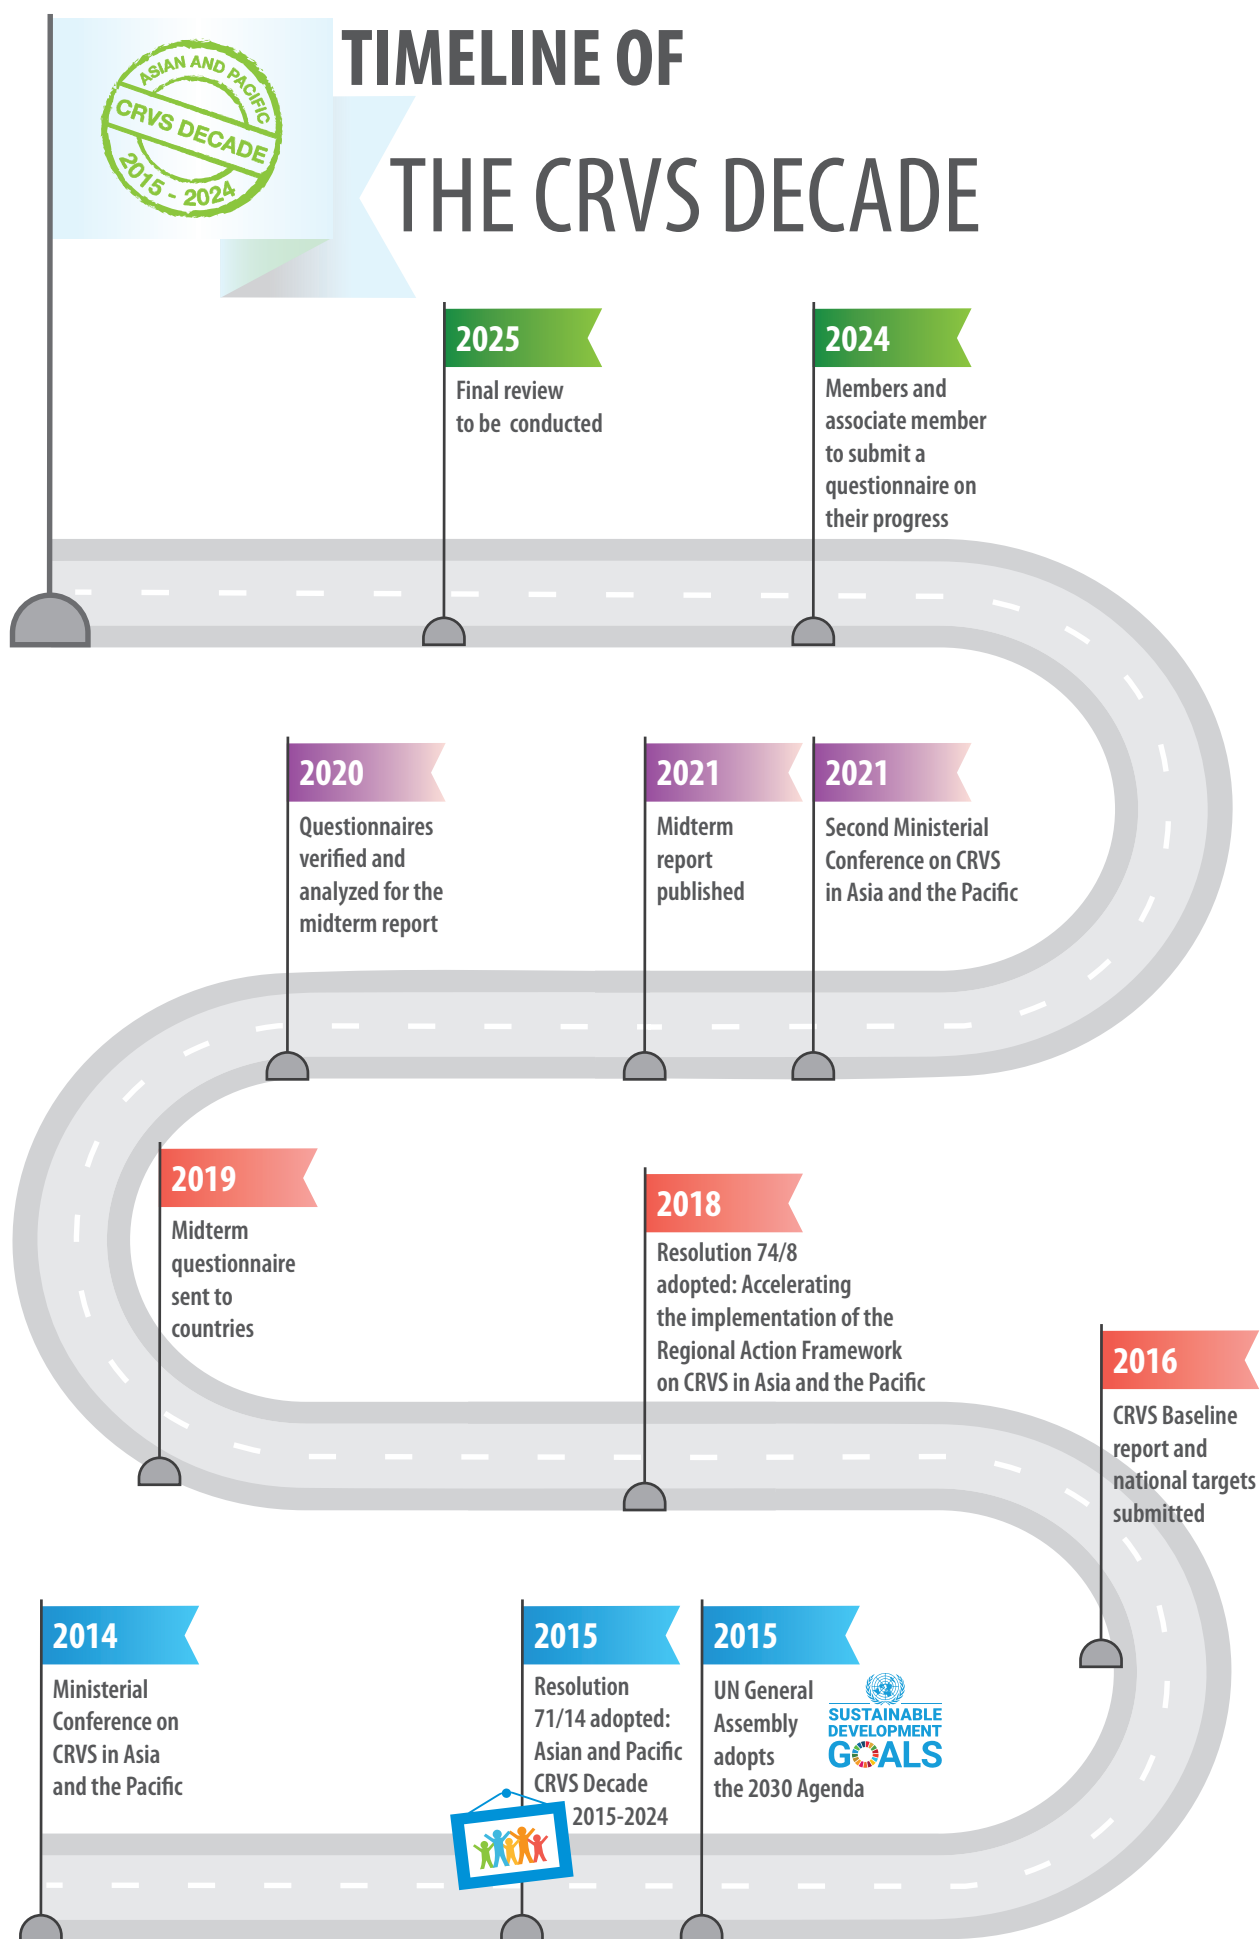 ASIAN AND PACIFIC
CRVS DECADE
2015 - 2024
TIMELINE OF
THE CRVS DECADE
2025
Final review
to be conducted
2024
Members and
associate member
to submit a
questionnaire on
their progress
2020
Questionnaires
verified and
analyzed for the
midterm report
2021
Midterm
report
published
2021
Second Ministerial
Conference on CRVS
in Asia and the Pacific
2019
Midterm
questionnaire
sent to
countries
2018
Resolution 74/8
adopted: Accelerating
the implementation of the
Regional Action Framework
on CRVS in Asia and the Pacific
2016
CRVS Baseline
report and
national targets
submitted
2014
Ministerial
Conference on
CRVS in Asia
and the Pacific
2015
Resolution
71/14 adopted:
Asian and Pacific
CRVS Decade
2015-2024
2015
UN General
Assembly
adopts
the 2030 Agenda
SUSTAINABLE
DEVELOPMENT
GOALS